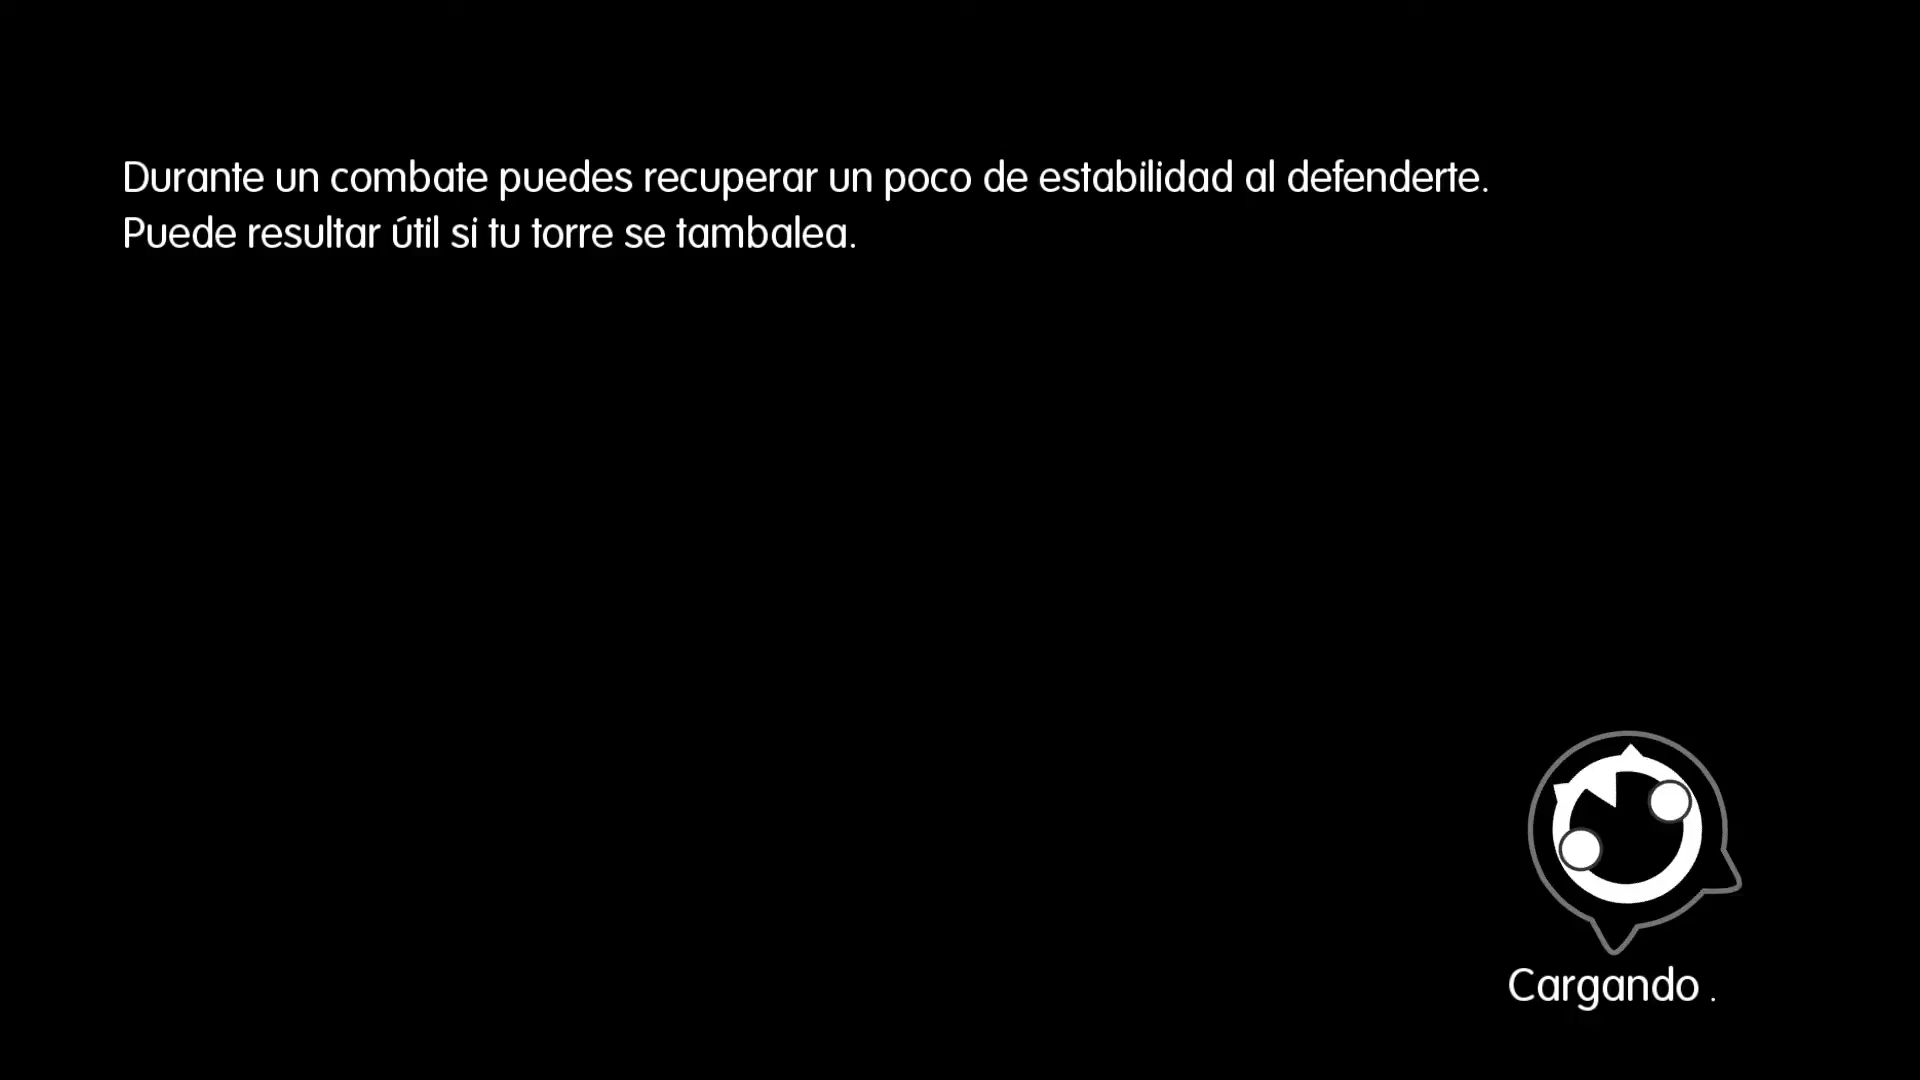 Durante un combate puedes recuperar un poco de estabilidad al defenderte.
Puede resultar útil si tu torre se tambalea.
Cargando .